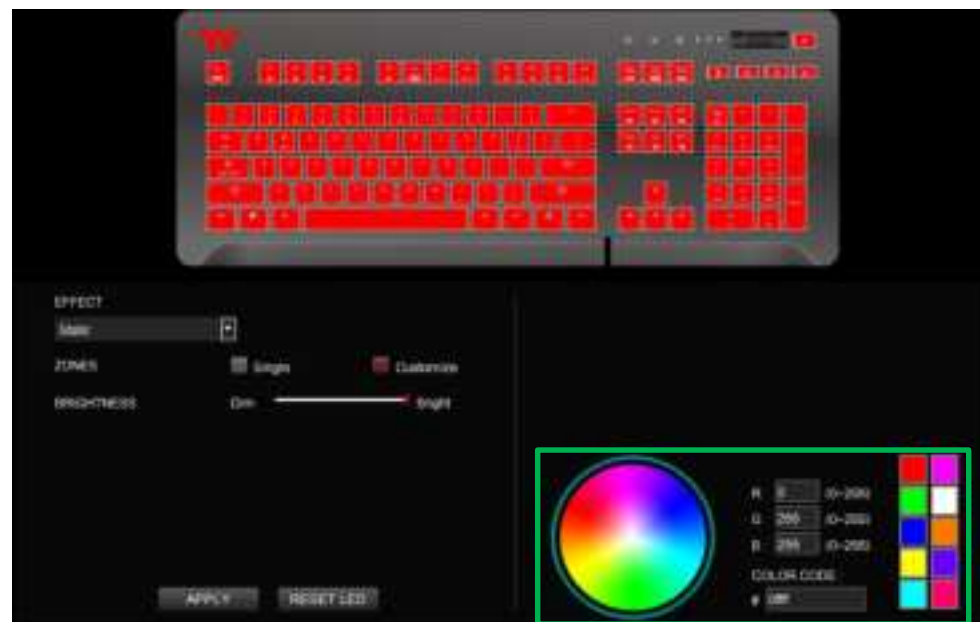 EFFECT
Static
ZONES Single Customize
BRIGHTNESS Dim Bright
R 0 (0~255)
G 255 (0~255)
B 255 (0~255)
COLOR CODE
#
APPLY RESET LED